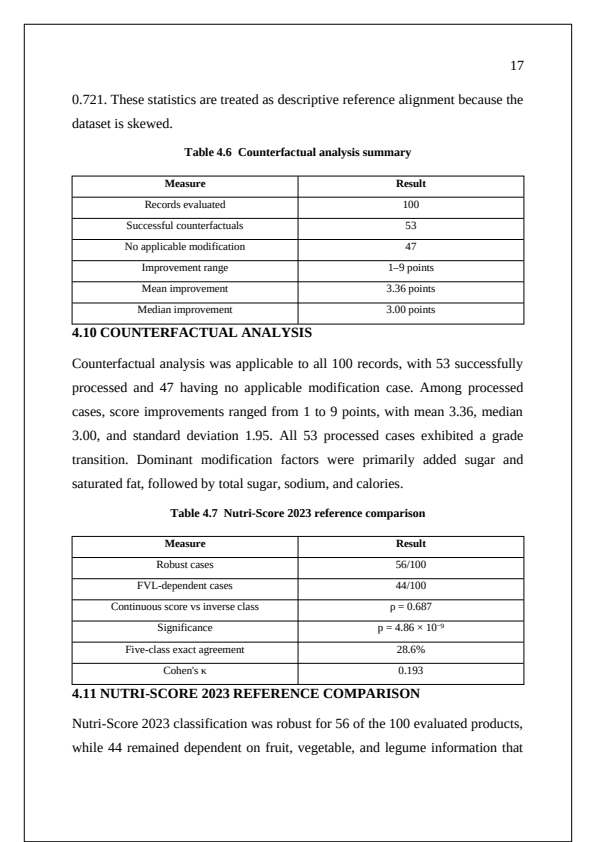 17
0.721. These statistics are treated as descriptive reference alignment because the
dataset is skewed.
Table 4.6  Counterfactual analysis summary
Measure Result
Records evaluated 100
Successful counterfactuals 53
No applicable modification 47
Improvement range 1–9 points
Mean improvement 3.36 points
Median improvement 3.00 points
4.10 COUNTERFACTUAL ANALYSIS
Counterfactual analysis was applicable to all 100 records, with 53 successfully
processed and 47 having no applicable modification case. Among processed
cases, score improvements ranged from 1 to 9 points, with mean 3.36, median
3.00, and standard deviation 1.95. All 53 processed cases exhibited a grade
transition. Dominant modification factors were primarily added sugar and
saturated fat, followed by total sugar, sodium, and calories.
Table 4.7  Nutri-Score 2023 reference comparison
Measure Result
Robust cases 56/100
FVL-dependent cases 44/100
Continuous score vs inverse class ρ = 0.687
Significance p = 4.86 × 10⁻⁹
Five-class exact agreement 28.6%
Cohen's κ 0.193
4.11 NUTRI-SCORE 2023 REFERENCE COMPARISON
Nutri-Score 2023 classification was robust for 56 of the 100 evaluated products,
while 44 remained dependent on fruit, vegetable, and legume information that